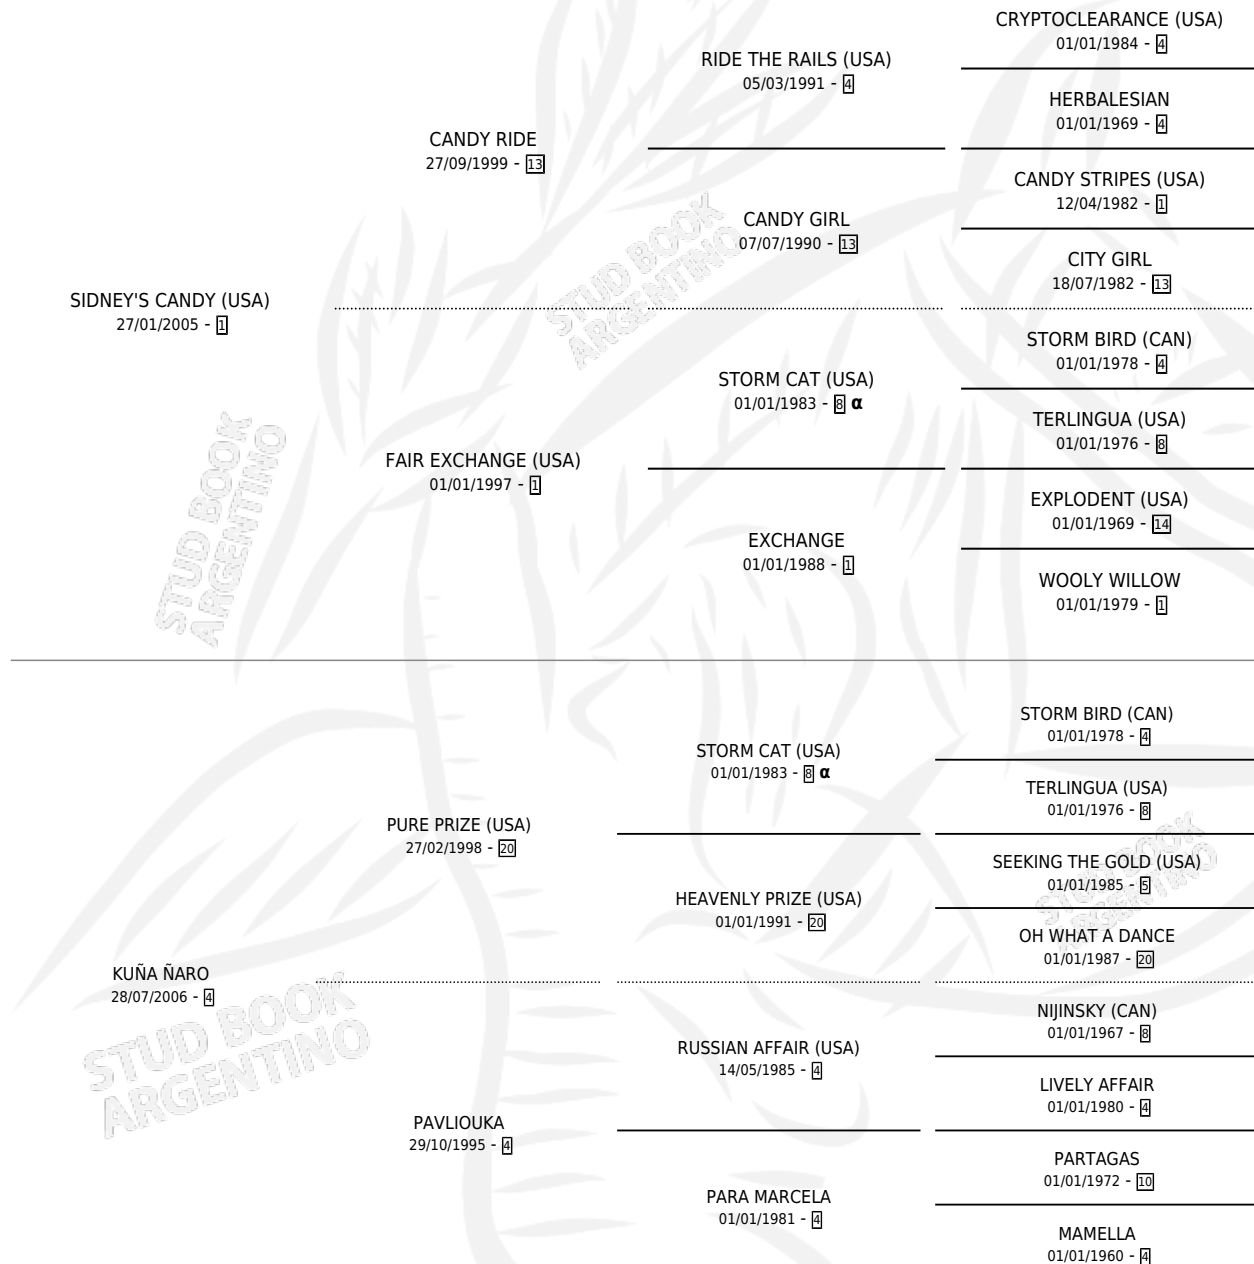 CRYPTOCLEARANCE (USA)
01/01/1984 - 4
RIDE THE RAILS (USA)
05/03/1991 - 4
HERBALESIAN
01/01/1969 - 4
CANDY RIDE
27/09/1999 - 13
CANDY STRIPES (USA)
12/04/1982 - 1
CANDY GIRL
07/07/1990 - 13
CITY GIRL
18/07/1982 - 13
SIDNEY'S CANDY (USA)
27/01/2005 - 1
STORM BIRD (CAN)
01/01/1978 - 4
STORM CAT (USA)
01/01/1983 - 8 α
TERLINGUA (USA)
01/01/1976 - 8
FAIR EXCHANGE (USA)
01/01/1997 - 1
EXPLODENT (USA)
01/01/1969 - 14
EXCHANGE
01/01/1988 - 1
WOOLY WILLOW
01/01/1979 - 1
STORM BIRD (CAN)
01/01/1978 - 4
STORM CAT (USA)
01/01/1983 - 8 α
TERLINGUA (USA)
01/01/1976 - 8
PURE PRIZE (USA)
27/02/1998 - 20
SEEKING THE GOLD (USA)
01/01/1985 - 5
HEAVENLY PRIZE (USA)
01/01/1991 - 20
OH WHAT A DANCE
01/01/1987 - 20
KUÑA ÑARO
28/07/2006 - 4
NIJINSKY (CAN)
01/01/1967 - 8
RUSSIAN AFFAIR (USA)
14/05/1985 - 4
LIVELY AFFAIR
01/01/1980 - 4
PAVLIOUKA
29/10/1995 - 4
PARTAGAS
01/01/1972 - 10
PARA MARCELA
01/01/1981 - 4
MAMELLA
01/01/1960 - 4
STUD BOOK
ARGENTINO
STUD BOOK
ARGENTINO
STUD BOOK
ARGENTINO
STUD BOOK
ARGENTINO